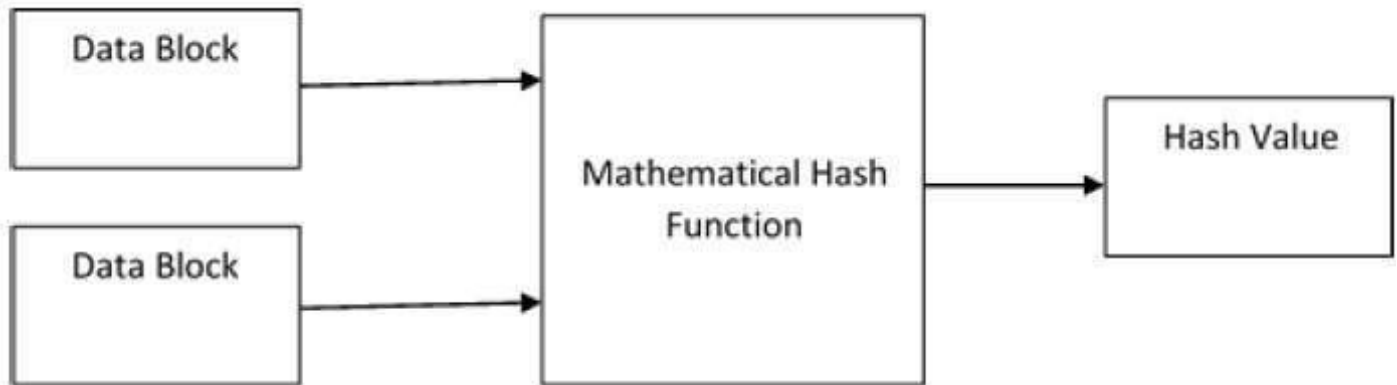 Data Block
Data Block
Mathematical Hash
Function
Hash Value